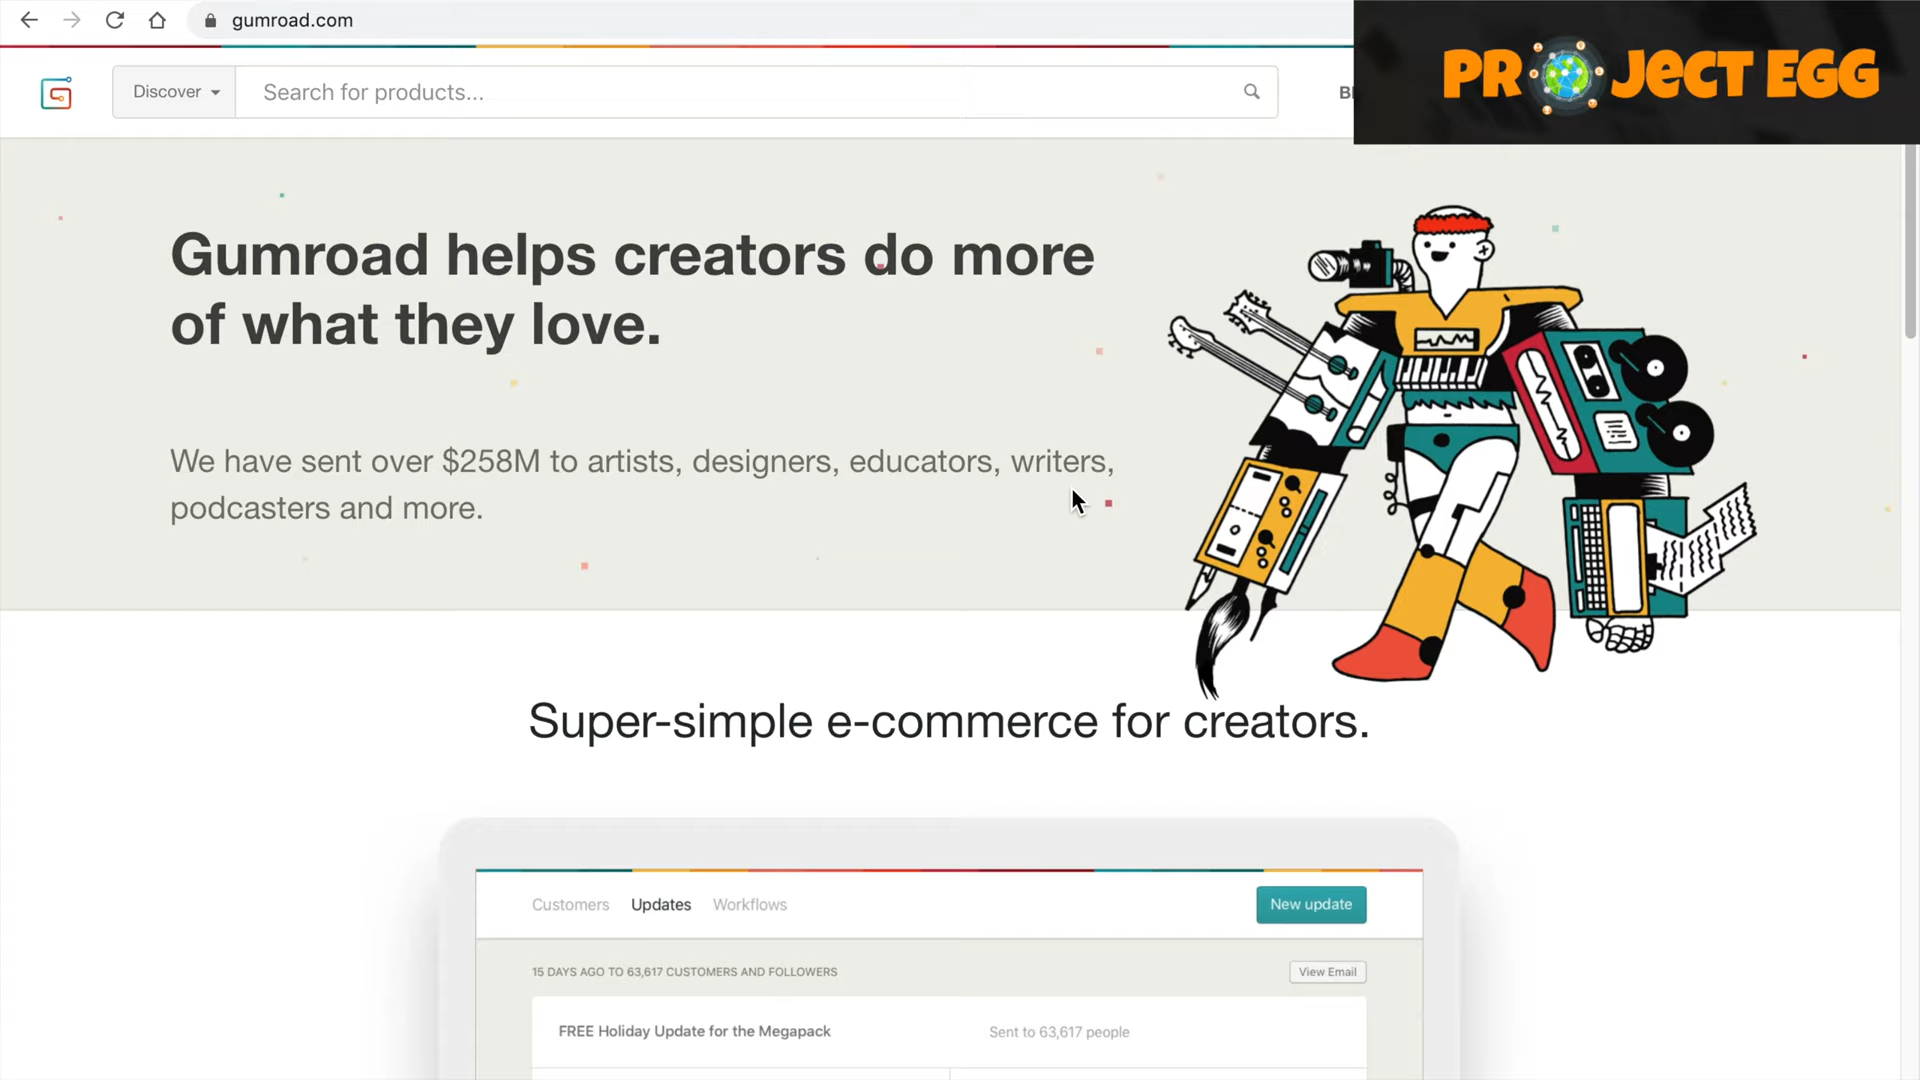 gumroad.com
PROJECT EGG
Discover
Search for products...
Gumroad helps creators do more
of what they love.
We have sent over $258M to artists, designers, educators, writers,
podcasters and more.
Super-simple e-commerce for creators.
Customers Updates Workflows
New update
15 DAYS AGO TO 63,617 CUSTOMERS AND FOLLOWERS
View Email
FREE Holiday Update for the Megapack
Sent to 63,617 people